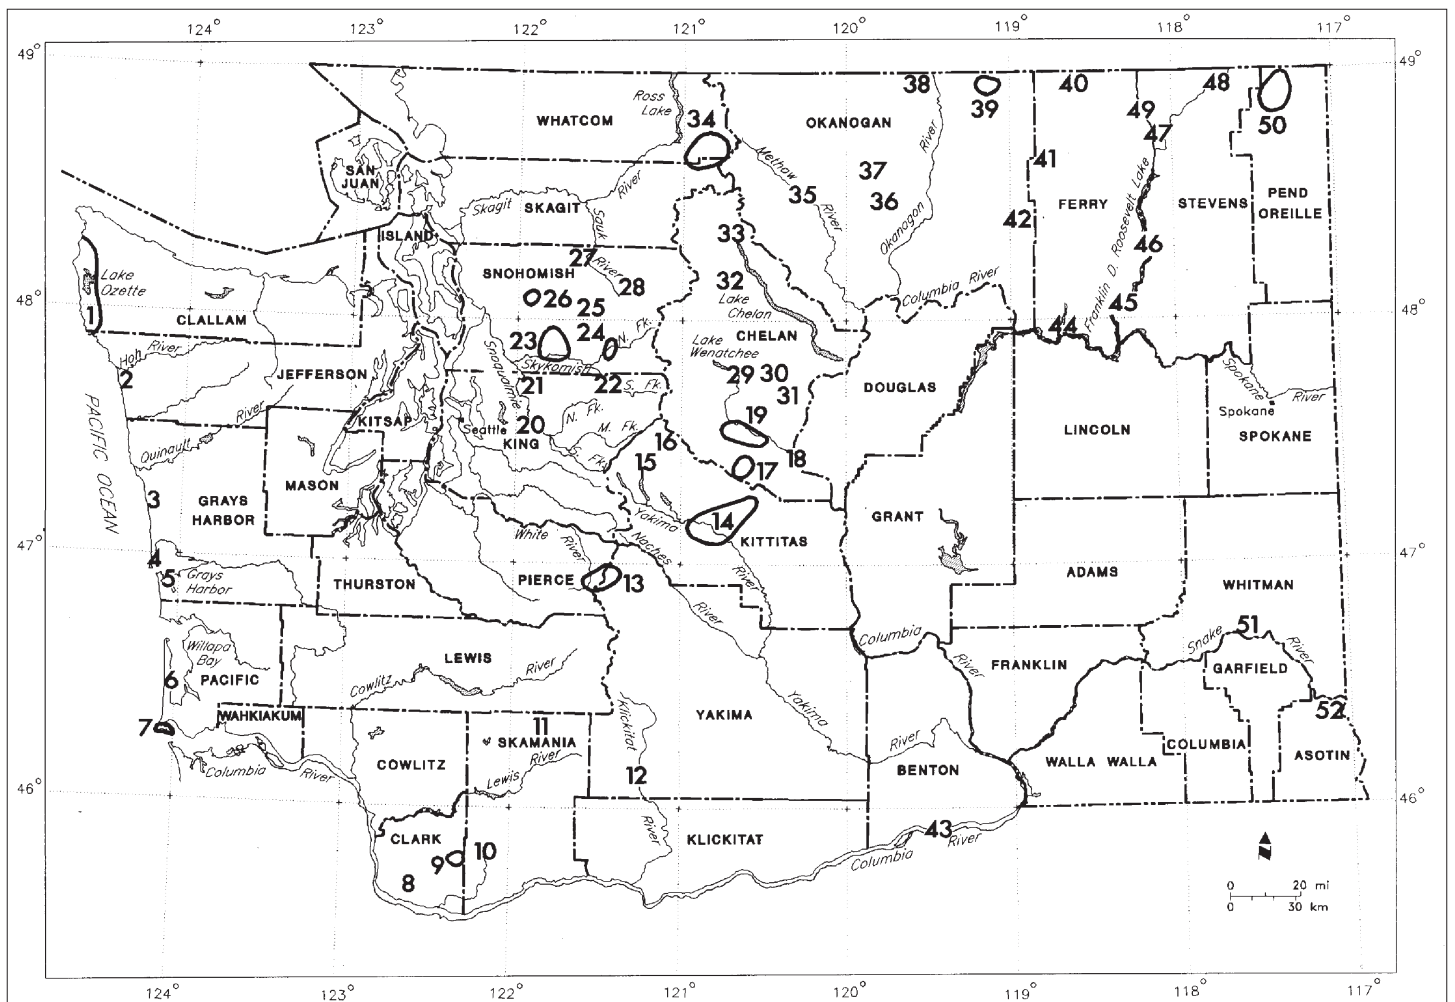 124° 123° 122° 121° 120° 119° 118° 117°
49° 49°
Ross
Lake
34
38
39
40
48
49
47
50
WHATCOM
OKANOGAN
River
SAN
JUAN
Methow
River
35
37
36
Okanogan
41
42
FERRY
STEVENS
PEND
OREILLE
Franklin D. Roosevelt Lake
46
45
44
Skagit
River
SKAGIT
Sauk
River
ISLAND
27
28
SNOHOMISH
26
25
24
23
N. Fk.
Skykomish
33
32
Lake
Chelan
CHELAN
Columbia River
Lake
Ozette
1
CLALLAM
48° 48°
Hoh River
2
JEFFERSON
River
Quinault
KITSAP
Snoqualmie
21
22
S. Fk.
Seattle
20
KING
N. Fk.
M. Fk.
S. Fk.
Lake
Wenatchee
29
30
31
19
18
17
16
15
14
DOUGLAS
LINCOLN
Spokane
River
Spokane
SPOKANE
PACIFIC OCEAN
MASON
3
GRAYS
HARBOR
Yakima
River
KITTITAS
GRANT
47° 47°
4
5
Grays
Harbor
THURSTON
White
River
PIERCE
13
Naches
River
ADAMS
WHITMAN
51
Willapa
Bay
6
PACIFIC
LEWIS
Cowlitz
River
Columbia
River
FRANKLIN
Snake
River
GARFIELD
52
7
WAHKIAKUM
11
SKAMANIA
Klickitat
River
12
YAKIMA
Yakima
River
Columbia
River
COWLITZ
Lewis
River
BENTON
WALLA WALLA
COLUMBIA
ASOTIN
46° 46°
CLARK
9
10
8
KLICKITAT
43
Columbia
River
0 20 mi
0 30 km
124° 123° 122° 121° 120° 119° 118° 117°